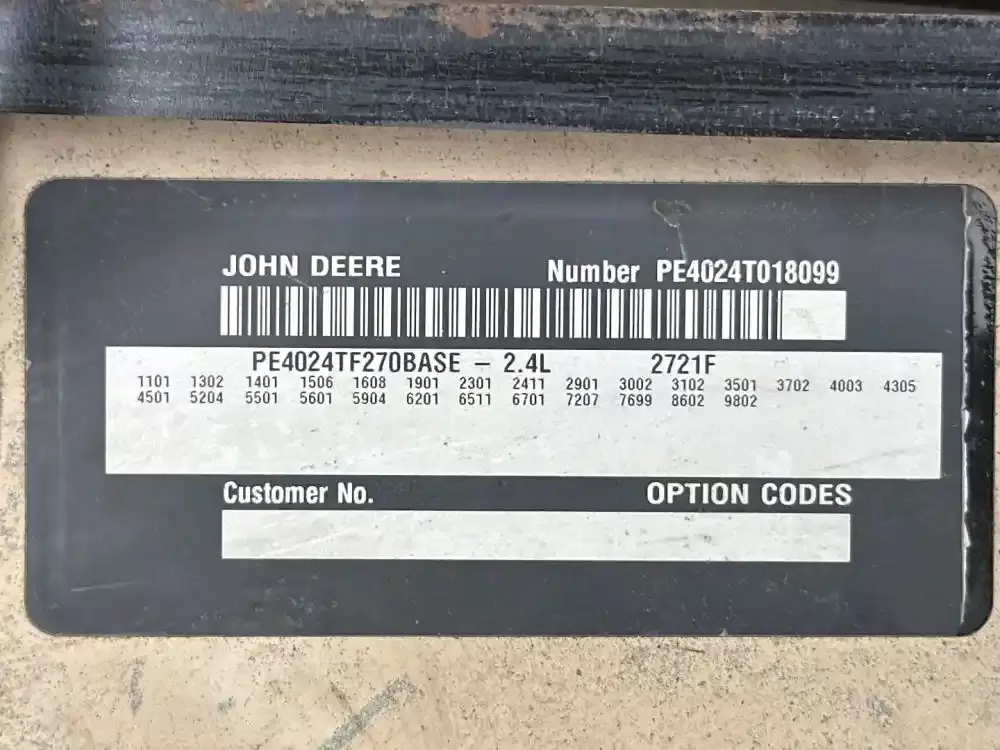 JOHN DEERE Number PE4024T018099
PE4024TF270BASE - 2.4L 2721F
1101 1302 1401 1506 1608 1901 2301 2411 2901 3002 3102 3501 3702 4003 4305
4501 5204 5501 5601 5904 6201 6511 6701 7207 7699 8602 9802
Customer No. OPTION CODES